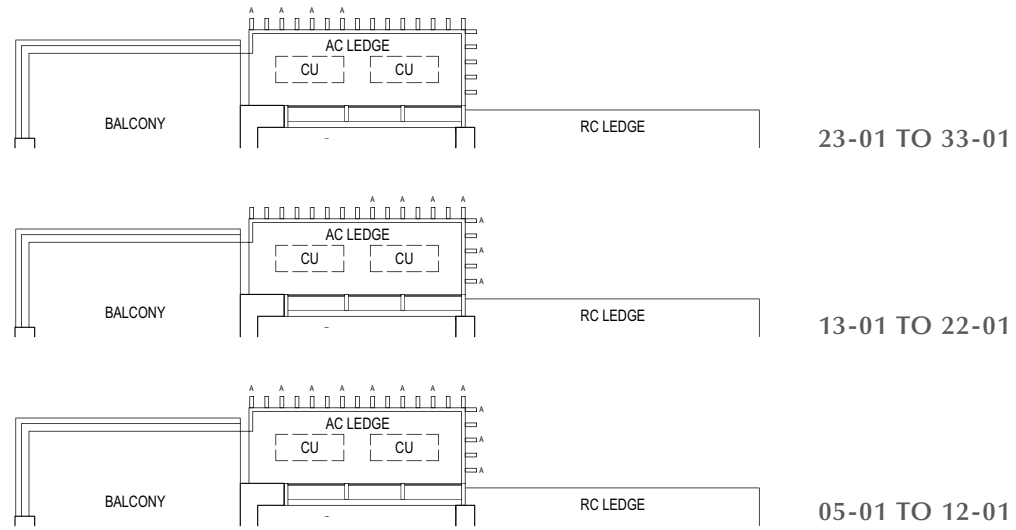 A A A A
AC LEDGE
CU CU
BALCONY
RC LEDGE
23-01 TO 33-01
A A A A
A
AC LEDGE
A
CU CU
A
BALCONY
RC LEDGE
13-01 TO 22-01
A A A A A A A A
A
AC LEDGE
A
CU CU
A
BALCONY
RC LEDGE
05-01 TO 12-01